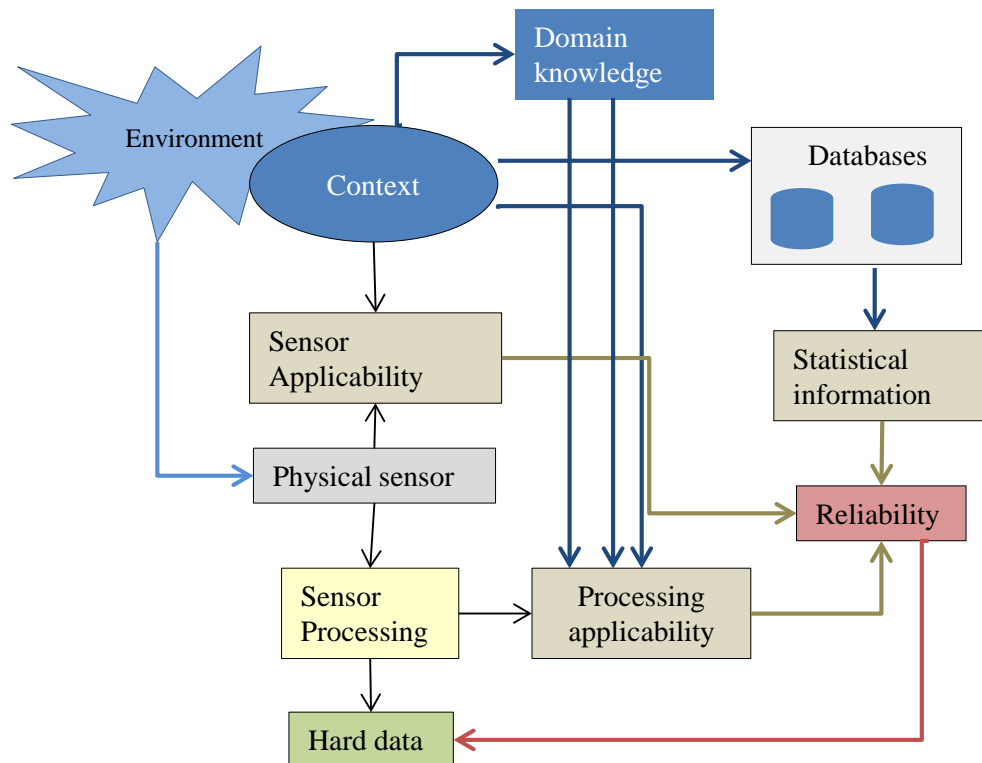 Domain
knowledge
Environment
Databases
Context
Sensor
Applicability
Statistical
information
Physical sensor
Reliability
Sensor
Processing
Processing
applicability
Hard data